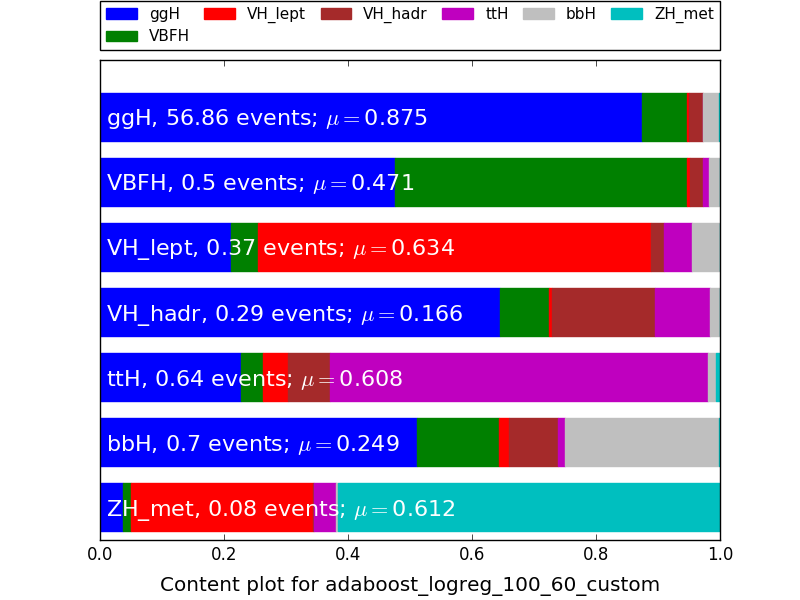 ggH VH_lept VH_hadr ttH bbH ZH_met
VBFH
ggH, 56.86 events; μ = 0.875
VBFH, 0.5 events; μ = 0.471
VH_lept, 0.37 events; μ = 0.634
VH_hadr, 0.29 events; μ = 0.166
ttH, 0.64 events; μ = 0.608
bbH, 0.7 events; μ = 0.249
ZH_met, 0.08 events; μ = 0.612
0.0 0.2 0.4 0.6 0.8 1.0
Content plot for adaboost_logreg_100_60_custom